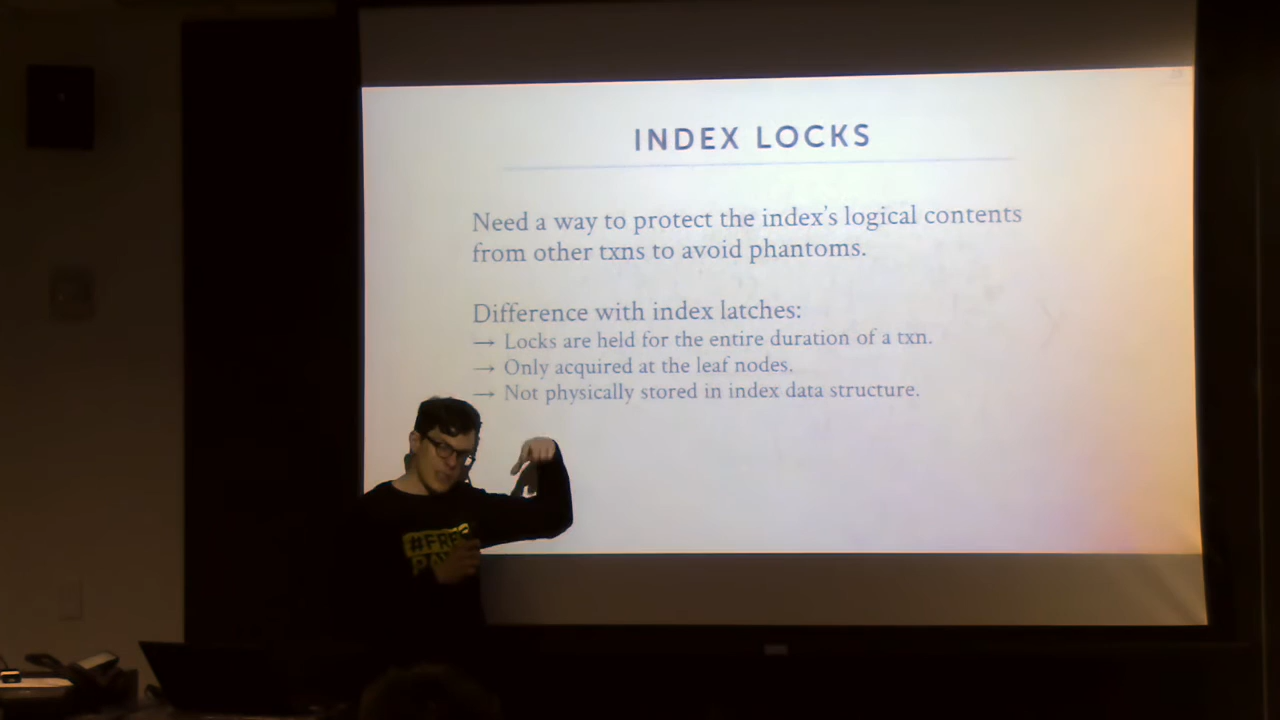 INDEX LOCKS
Need a way to protect the index's logical contents
from other txns to avoid phantoms.
Difference with index latches:
→ Locks are held for the entire duration of a txn.
→ Only acquired at the leaf nodes.
→ Not physically stored in index data structure.